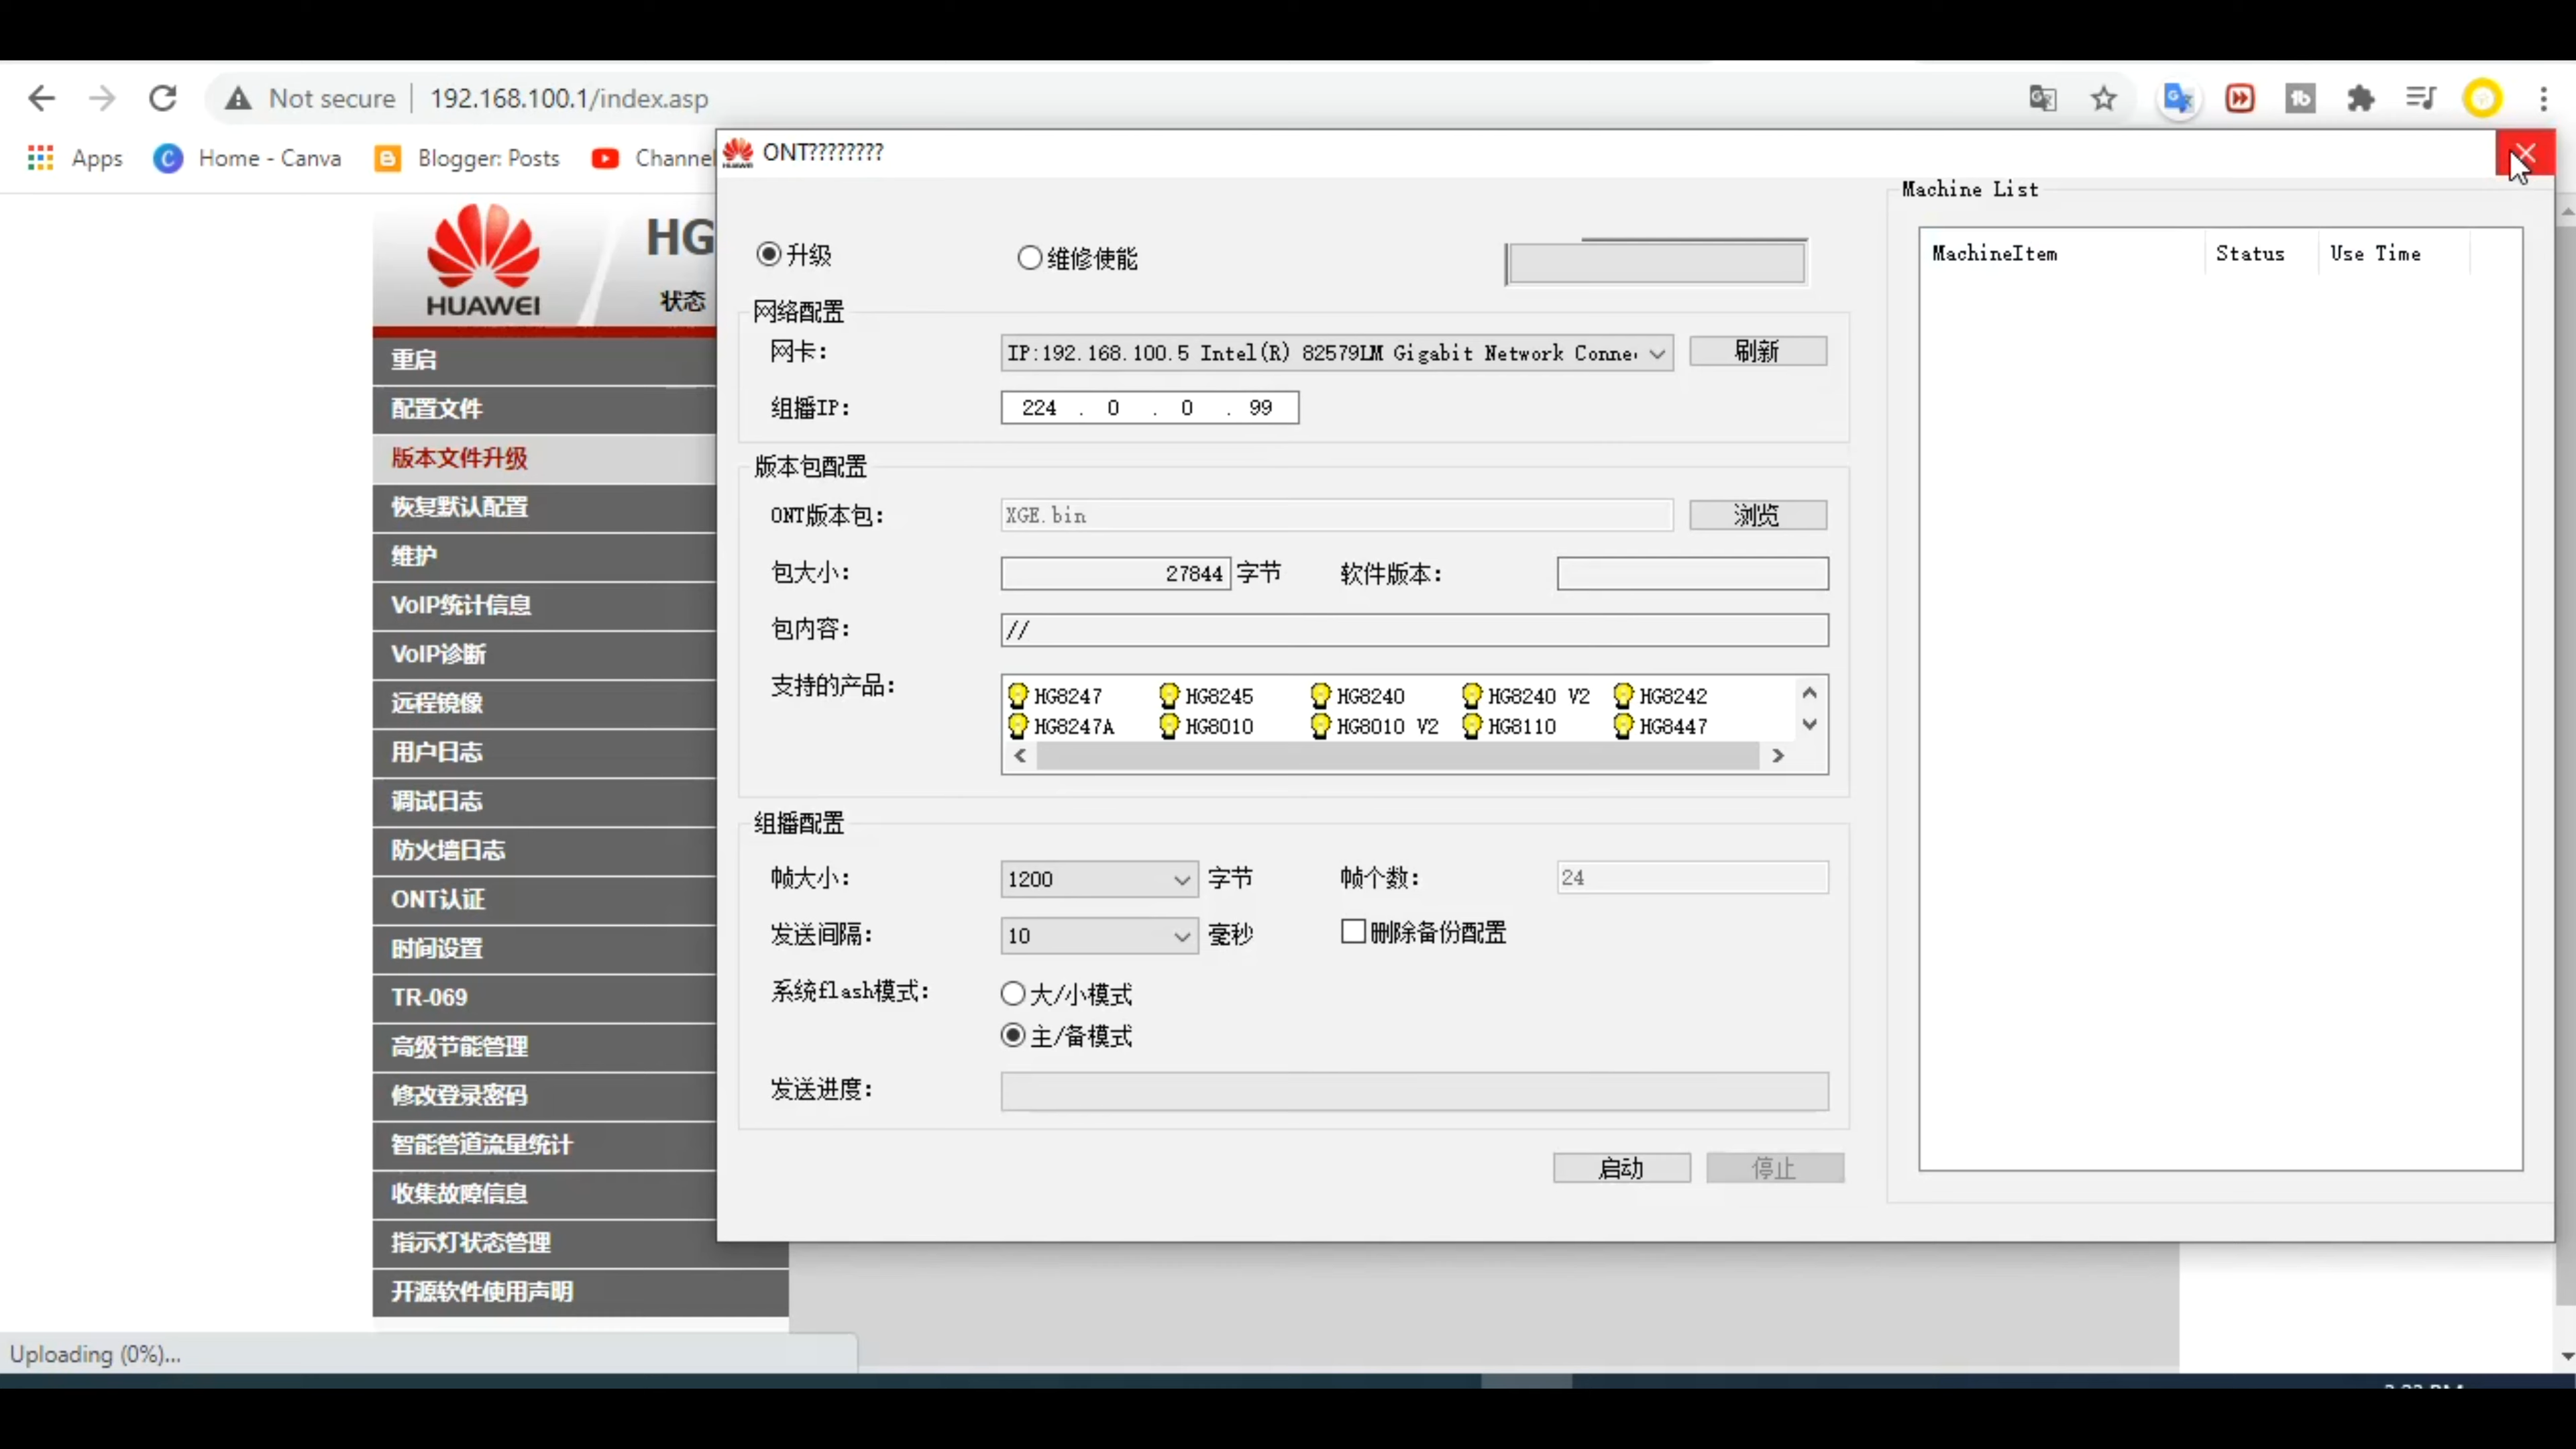 Not secure
192.168.100.1/index.asp
Apps
Home - Canva
Blogger: Posts
Channel
HUAWEI
HG
状态
重启
配置文件
版本文件升级
恢复默认配置
维护
VoIP统计信息
VoIP诊断
远程镜像
用户日志
调试日志
防火墙日志
ONT认证
时间设置
TR-069
高级节能管理
修改登录密码
智能管道流量统计
收集故障信息
指示灯状态管理
开源软件使用声明
Uploading (0%)...
ONT????????
升级
维修使能
网络配置
网卡:
IP:192.168.100.5 Intel(R) 82579LM Gigabit Network Conne
刷新
组播IP:
224 . 0 . 0 . 99
版本包配置
ONT版本包:
XGE.bin
浏览
包大小:
27844 字节
软件版本:
包内容:
//
支持的产品:
HG8247 HG8245 HG8240 HG8240 V2 HG8242
HG8247A HG8010 HG8010 V2 HG8110 HG8447
组播配置
帧大小:
1200 字节
帧个数:
24
发送间隔:
10 毫秒
删除备份配置
系统flash模式:
大/小模式
主/备模式
发送进度:
启动
停止
Machine List
MachineItem Status Use Time